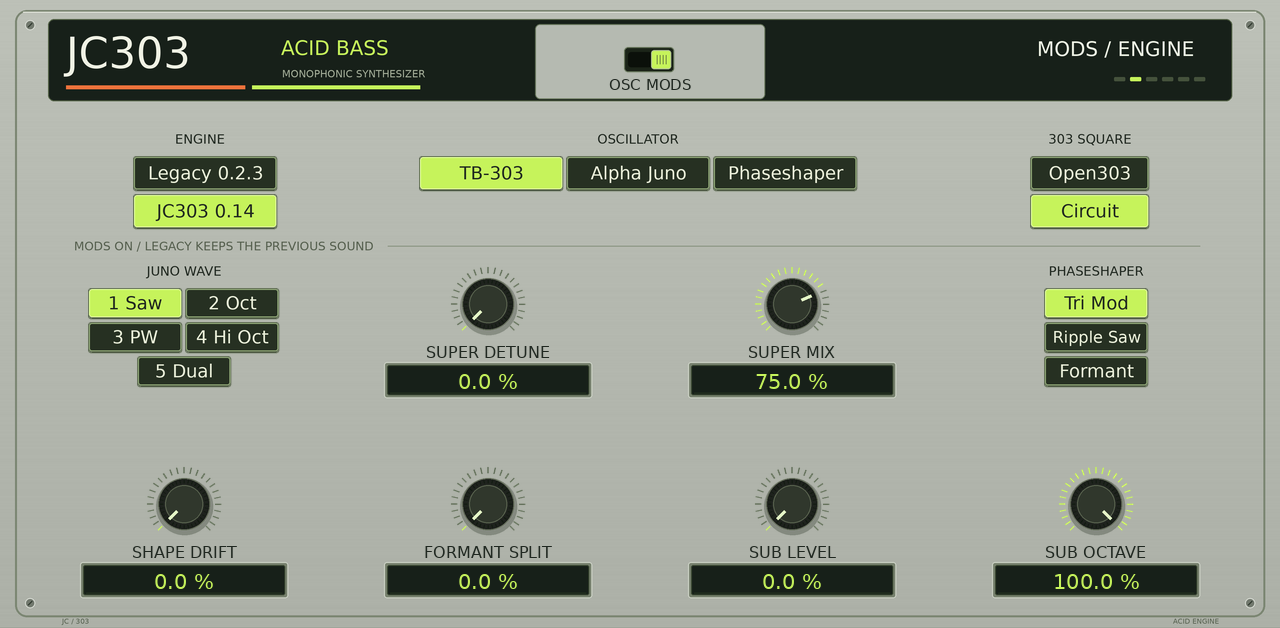 JC303
ACID BASS
MONOPHONIC SYNTHESIZER
OSC MODS
MODS / ENGINE
ENGINE
OSCILLATOR
303 SQUARE
Legacy 0.2.3
TB-303
Alpha Juno
Phaseshaper
Open303
JC303 0.14
Circuit
MODS ON / LEGACY KEEPS THE PREVIOUS SOUND
JUNO WAVE
PHASESHAPER
1 Saw
2 Oct
Tri Mod
3 PW
4 Hi Oct
Ripple Saw
SUPER DETUNE
SUPER MIX
5 Dual
Formant
0.0 %
75.0 %
SHAPE DRIFT
FORMANT SPLIT
SUB LEVEL
SUB OCTAVE
0.0 %
0.0 %
0.0 %
100.0 %
JC / 303
ACID ENGINE